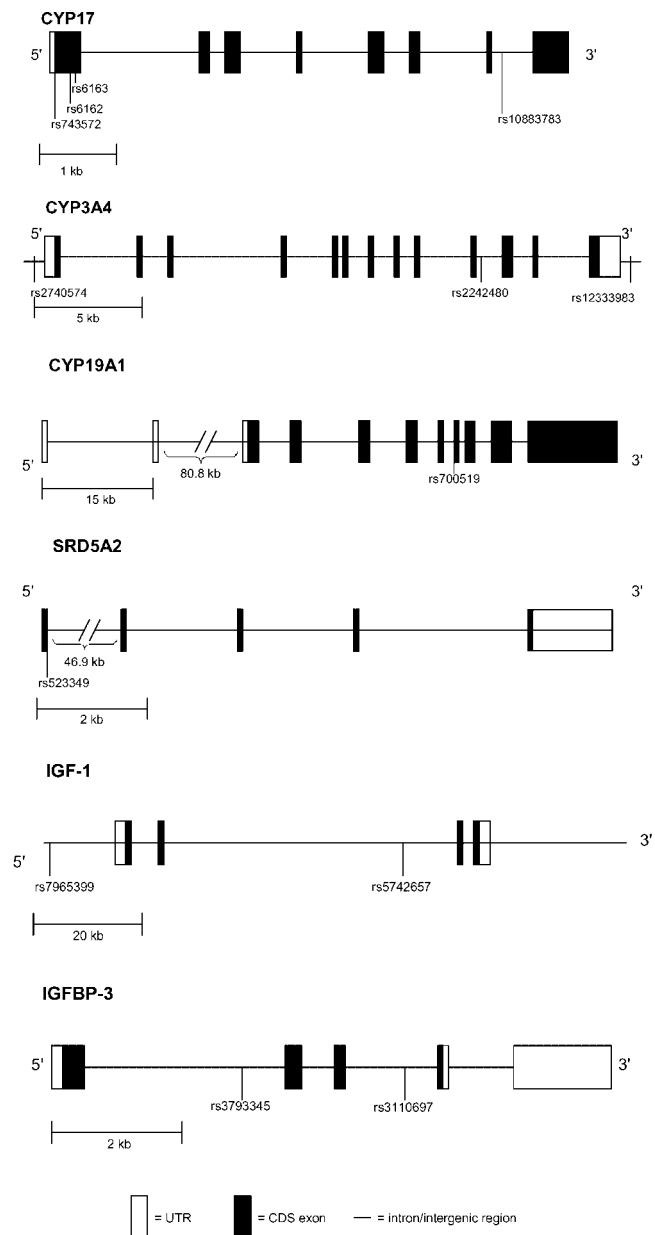 CYP17
5' 3'
rs6163
rs6162
rs743572
rs10883783
1 kb
CYP3A4
5' 3'
rs2740574 rs2242480 rs12333983
5 kb
CYP19A1
5' 3'
80.8 kb
rs700519
15 kb
SRD5A2
5' 3'
46.9 kb
rs523349
2 kb
IGF-1
5' 3'
rs7965399 rs5742657
20 kb
IGFBP-3
5' 3'
rs3793345 rs3110697
2 kb
= UTR = CDS exon = intron/intergenic region